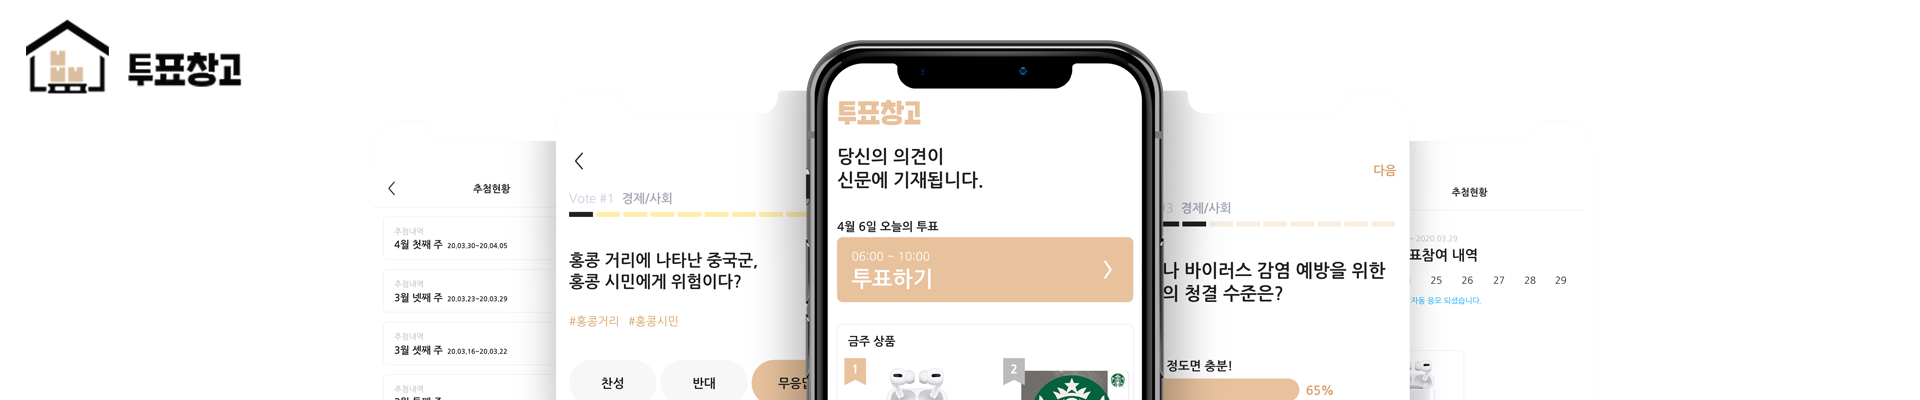 투표창고
추첨현황
추첨내역
4월 첫째 주 20.03.30~20.04.05
추첨내역
3월 넷째 주 20.03.23~20.03.29
추첨내역
3월 셋째 주 20.03.16~20.03.22
추첨내역
Vote #1 경제/사회
홍콩 거리에 나타난 중국군,
홍콩 시민에게 위험이다?
#홍콩거리 #홍콩시민
찬성 반대 무응답
투표창고
당신의 의견이
신문에 기재됩니다.
4월 6일 오늘의 투표
06:00 ~ 10:00
투표하기
금주 상품
1 2
다음
#3 경제/사회
나 바이러스 감염 예방을 위한
의 청결 수준은?
정도면 충분!
65%
추첨현황
~ 2020.03.29
표참여 내역
25 26 27 28 29
자동 응모 되셨습니다.